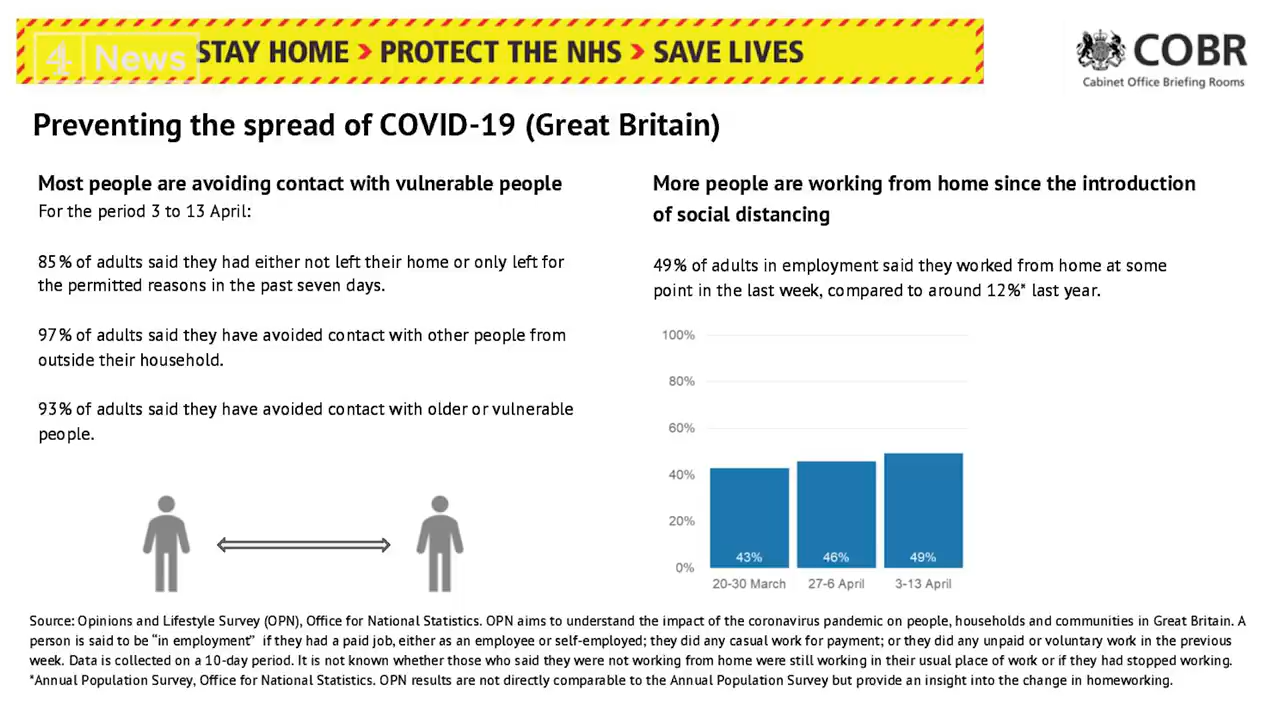 4 News
STAY HOME > PROTECT THE NHS > SAVE LIVES
COBR
Cabinet Office Briefing Rooms
Preventing the spread of COVID-19 (Great Britain)
Most people are avoiding contact with vulnerable people
For the period 3 to 13 April:
85% of adults said they had either not left their home or only left for
the permitted reasons in the past seven days.
97% of adults said they have avoided contact with other people from
outside their household.
93% of adults said they have avoided contact with older or vulnerable
people.
More people are working from home since the introduction
of social distancing
49% of adults in employment said they worked from home at some
point in the last week, compared to around 12%* last year.
100%
80%
60%
40%
20%
0%
43%
46%
49%
20-30 March
27-6 April
3-13 April
Source: Opinions and Lifestyle Survey (OPN), Office for National Statistics. OPN aims to understand the impact of the coronavirus pandemic on people, households and communities in Great Britain. A
person is said to be “in employment” if they had a paid job, either as an employee or self-employed; they did any casual work for payment; or they did any unpaid or voluntary work in the previous
week. Data is collected on a 10-day period. It is not known whether those who said they were not working from home were still working in their usual place of work or if they had stopped working.
*Annual Population Survey, Office for National Statistics. OPN results are not directly comparable to the Annual Population Survey but provide an insight into the change in homeworking.